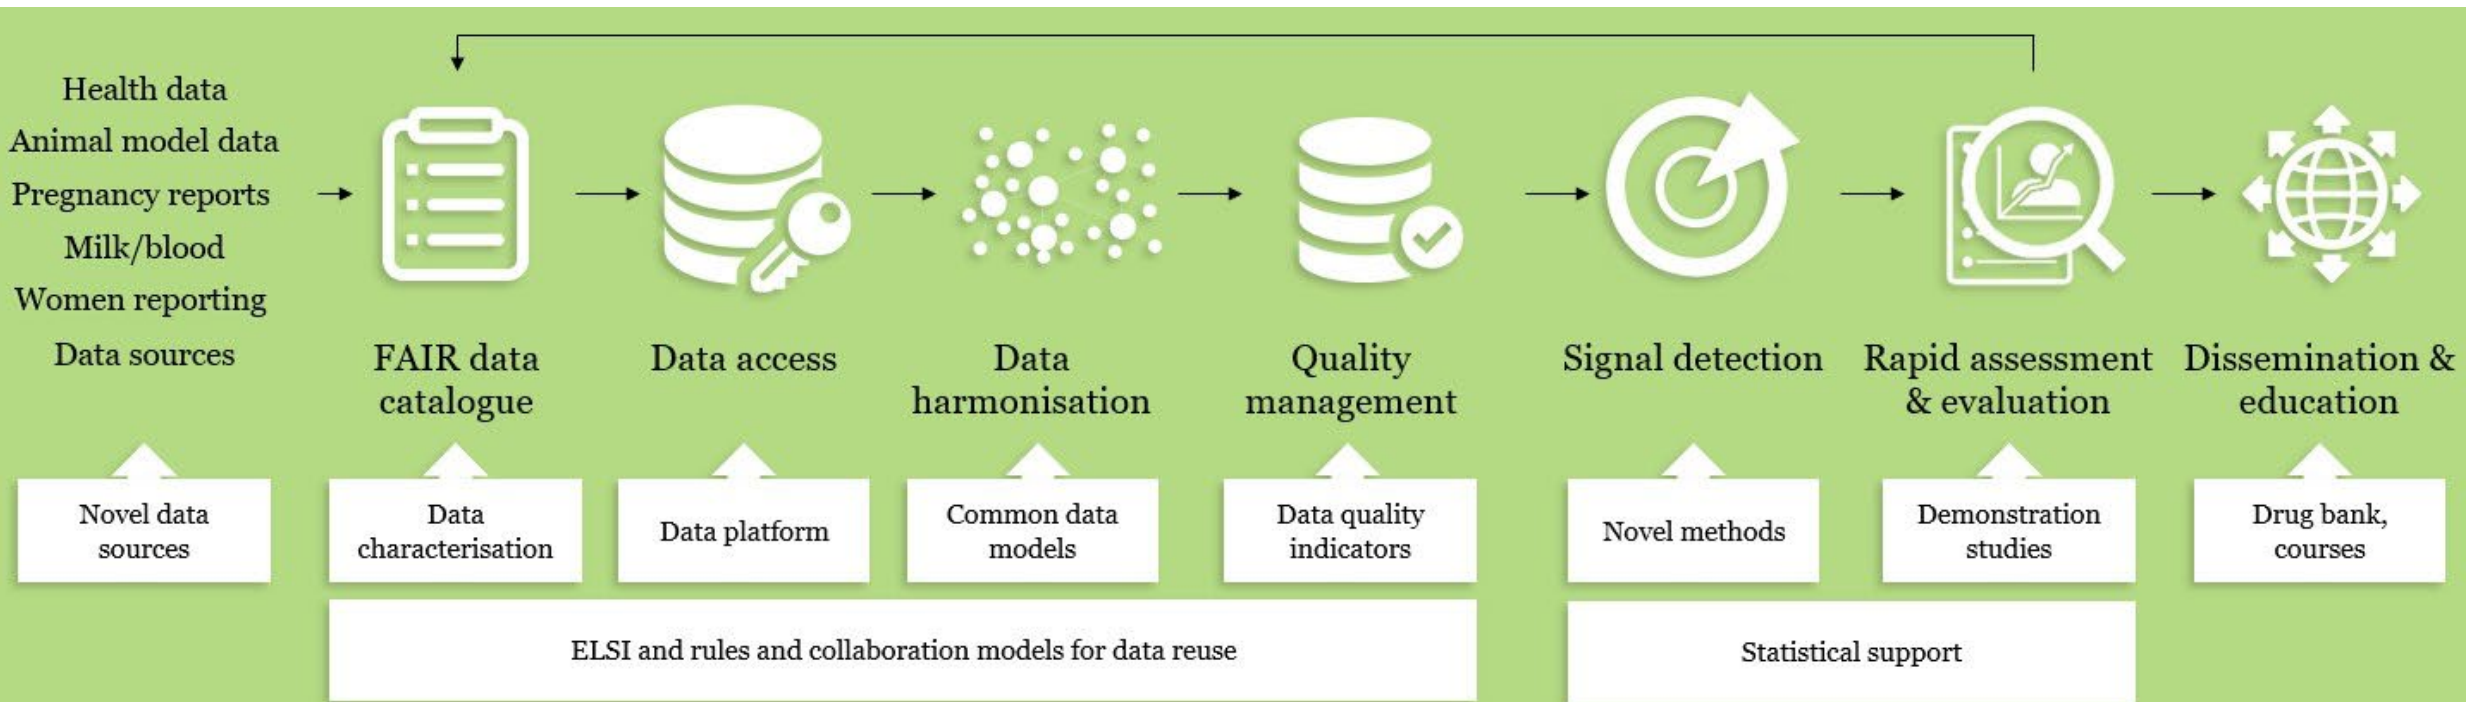 Health data
Animal model data
Pregnancy reports
Milk/blood
Women reporting
Data sources
FAIR data
catalogue
Data access
Data
harmonisation
Quality
management
Signal detection
Rapid assessment
& evaluation
Dissemination &
education
Novel data
sources
Data
characterisation
Data platform
Common data
models
Data quality
indicators
Novel methods
Demonstration
studies
Drug bank,
courses
ELSI and rules and collaboration models for data reuse
Statistical support